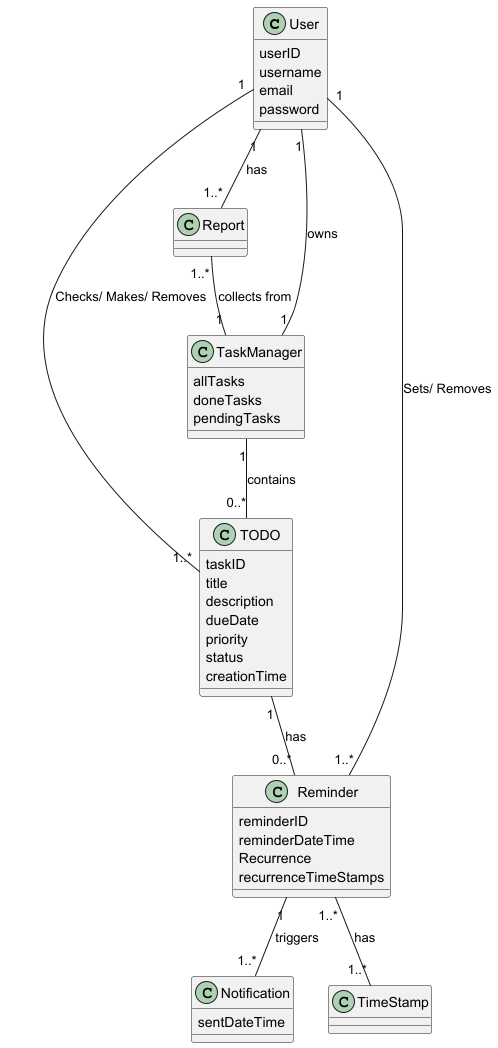 C User
userID
username
email
password
1
1
1
1
has
1..*
C Report
owns
1..*
Checks/ Makes/ Removes
collects from
1
1
C TaskManager
allTasks
doneTasks
pendingTasks
Sets/ Removes
1
contains
0..*
C TODO
1..*
taskID
title
description
dueDate
priority
status
creationTime
1
has
0..*
1..*
C Reminder
reminderID
reminderDateTime
Recurrence
recurrenceTimeStamps
1
1..*
triggers
has
1..*
1..*
C Notification
sentDateTime
C TimeStamp